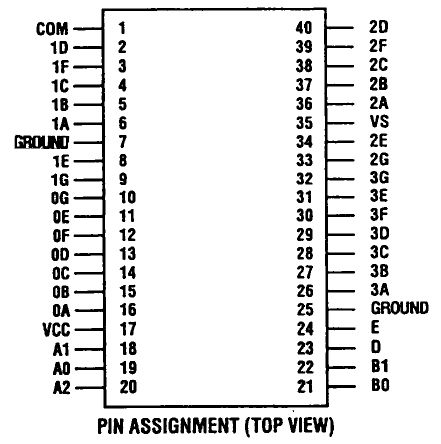 COM 1 40 2D
1D 2 39 2F
1F 3 38 2C
1C 4 37 2B
1B 5 36 2A
1A 6 35 VS
GROUND 7 34 2E
1E 8 33 2G
1G 9 32 3G
0G 10 31 3E
0E 11 30 3F
0F 12 29 3D
0D 13 28 3C
0C 14 27 3B
0B 15 26 3A
0A 16 25 GROUND
VCC 17 24 E
A1 18 23 D
A0 19 22 B1
A2 20 21 B0
PIN ASSIGNMENT (TOP VIEW)